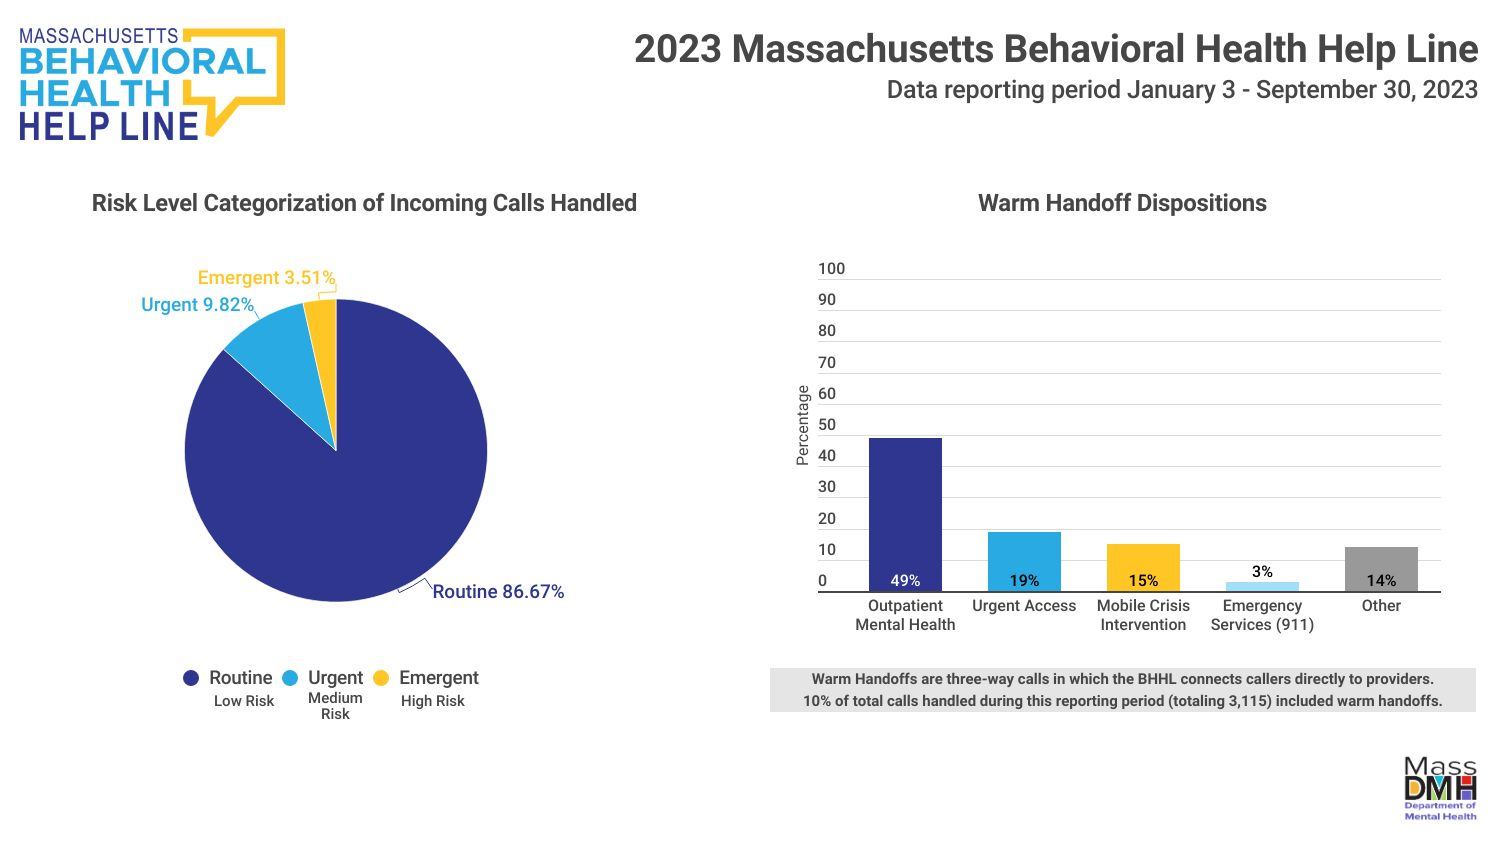 MASSACHUSETTS
BEHAVIORAL
HEALTH
HELP LINE
2023 Massachusetts Behavioral Health Help Line
Data reporting period January 3 - September 30, 2023
Risk Level Categorization of Incoming Calls Handled
Emergent 3.51%
Urgent 9.82%
Routine 86.67%
Routine Urgent Emergent
Low Risk Medium Risk High Risk
Warm Handoff Dispositions
Percentage
100
90
80
70
60
50
40
30
20
10
0
49% 19% 15% 3% 14%
Outpatient Mental Health
Urgent Access
Mobile Crisis Intervention
Emergency Services (911)
Other
Warm Handoffs are three-way calls in which the BHHL connects callers directly to providers.
10% of total calls handled during this reporting period (totaling 3,115) included warm handoffs.
Mass
DMH
Department of
Mental Health